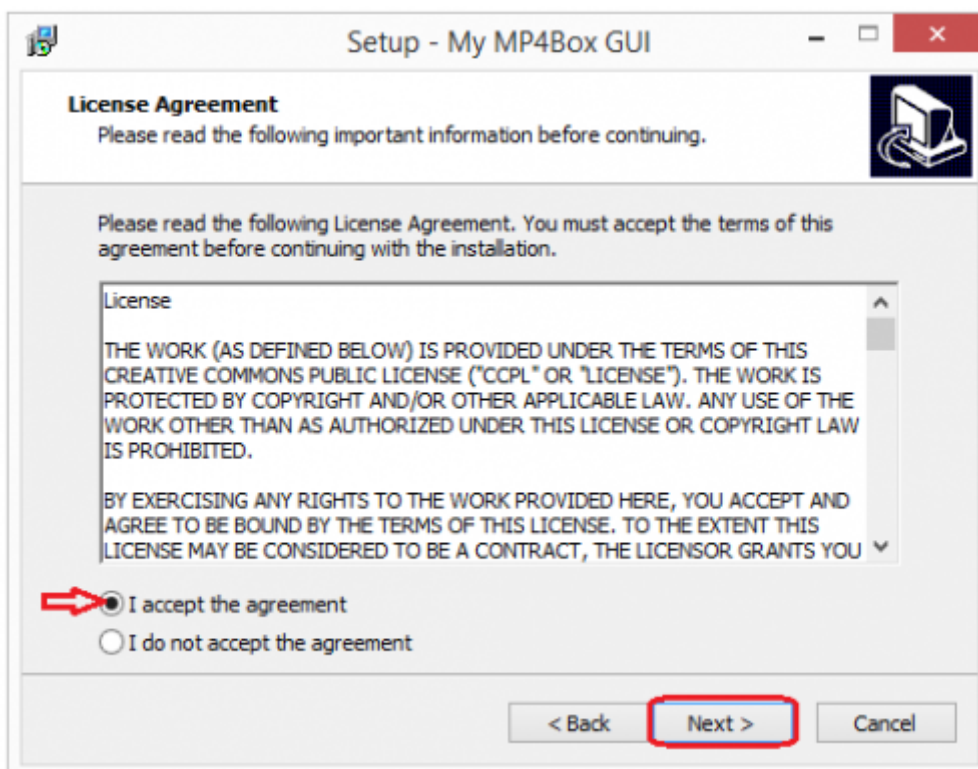 Setup - My MP4Box GUI
License Agreement
Please read the following important information before continuing.
Please read the following License Agreement. You must accept the terms of this
agreement before continuing with the installation.
License
THE WORK (AS DEFINED BELOW) IS PROVIDED UNDER THE TERMS OF THIS
CREATIVE COMMONS PUBLIC LICENSE ("CCPL" OR "LICENSE"). THE WORK IS
PROTECTED BY COPYRIGHT AND/OR OTHER APPLICABLE LAW. ANY USE OF THE
WORK OTHER THAN AS AUTHORIZED UNDER THIS LICENSE OR COPYRIGHT LAW
IS PROHIBITED.
BY EXERCISING ANY RIGHTS TO THE WORK PROVIDED HERE, YOU ACCEPT AND
AGREE TO BE BOUND BY THE TERMS OF THIS LICENSE. TO THE EXTENT THIS
LICENSE MAY BE CONSIDERED TO BE A CONTRACT, THE LICENSOR GRANTS YOU
I accept the agreement
I do not accept the agreement
< Back Next > Cancel